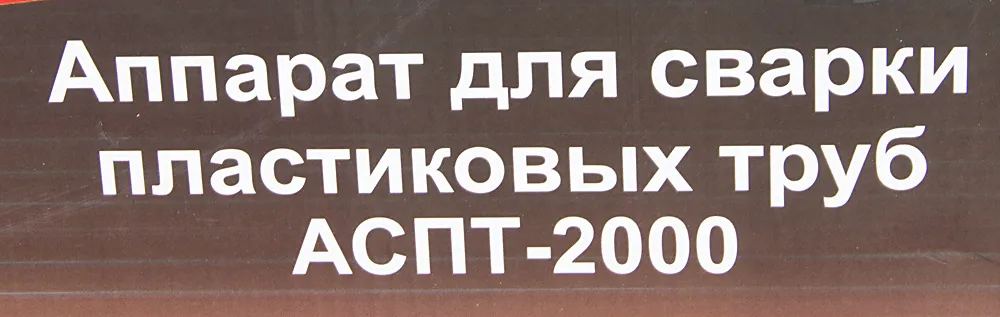 Аппарат для сварки
пластиковых труб
АСПТ-2000